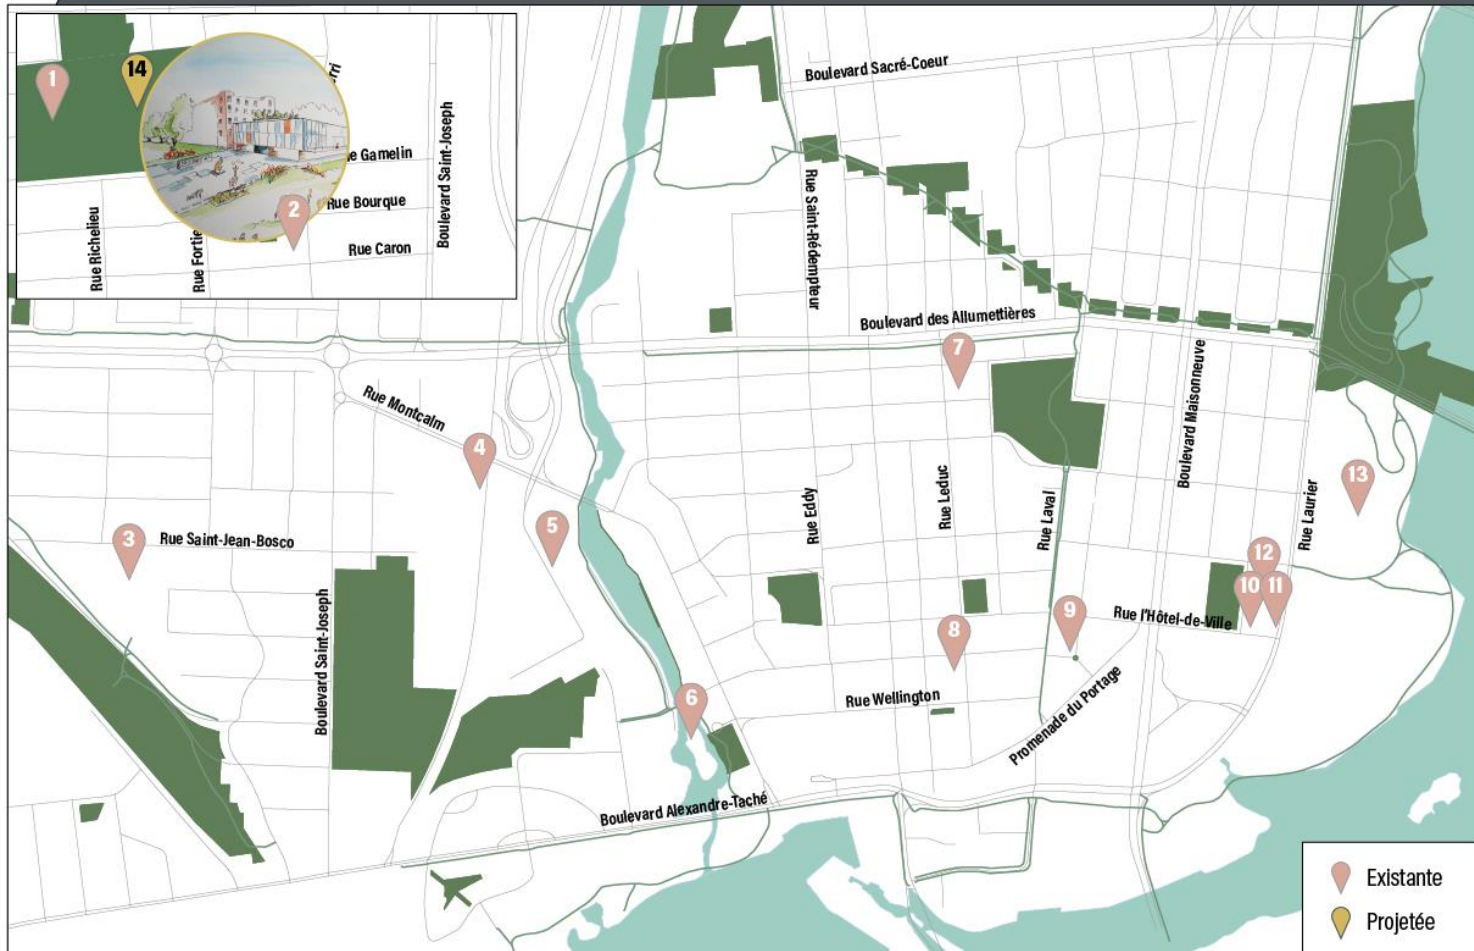 1
14
rri
e Gamelin
Rue Bourque
2
Rue Caron
Rue Richelieu
Rue Fortie
Boulevard Saint-Joseph
Boulevard Sacré-Coeur
Rue Saint-Rédempteur
Boulevard des Allumettières
7
Rue Montcalm
4
Boulevard Maisonneuve
13
3
Rue Saint-Jean-Bosco
5
Rue Eddy
Rue Leduc
Rue Laval
Rue Laurier
12
10
11
Boulevard Saint-Joseph
9
Rue l'Hôtel-de-Ville
8
6
Rue Wellington
Promenade du Portage
Boulevard Alexandre-Taché
Existante
Projetée